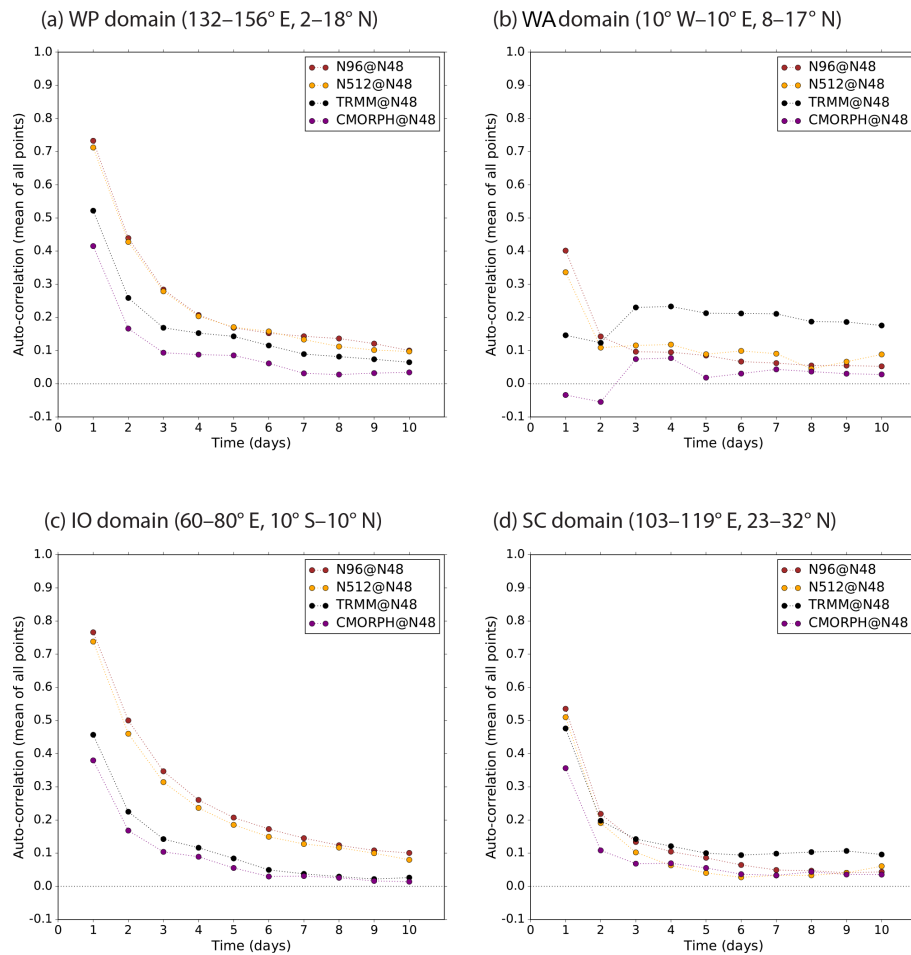 (a) WP domain (132–156° E, 2–18° N)
1.0
0.9
0.8
0.7
0.6
0.5
0.4
0.3
0.2
0.1
0.0
-0.1
Auto-correlation (mean of all points)
N96@N48
N512@N48
TRMM@N48
CMORPH@N48
0 1 2 3 4 5 6 7 8 9 10
Time (days)
(b) WA domain (10° W–10° E, 8–17° N)
1.0
0.9
0.8
0.7
0.6
0.5
0.4
0.3
0.2
0.1
0.0
-0.1
Auto-correlation (mean of all points)
N96@N48
N512@N48
TRMM@N48
CMORPH@N48
0 1 2 3 4 5 6 7 8 9 10
Time (days)
(c) IO domain (60–80° E, 10° S–10° N)
1.0
0.9
0.8
0.7
0.6
0.5
0.4
0.3
0.2
0.1
0.0
-0.1
Auto-correlation (mean of all points)
N96@N48
N512@N48
TRMM@N48
CMORPH@N48
0 1 2 3 4 5 6 7 8 9 10
Time (days)
(d) SC domain (103–119° E, 23–32° N)
1.0
0.9
0.8
0.7
0.6
0.5
0.4
0.3
0.2
0.1
0.0
-0.1
Auto-correlation (mean of all points)
N96@N48
N512@N48
TRMM@N48
CMORPH@N48
0 1 2 3 4 5 6 7 8 9 10
Time (days)